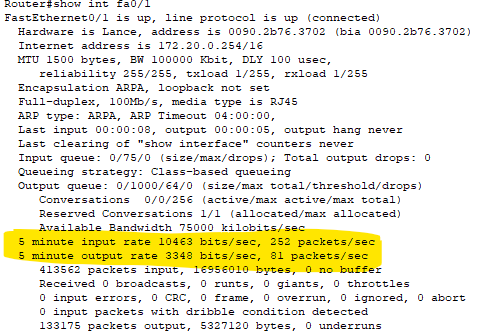 Router#show int fa0/1
FastEthernet0/1 is up, line protocol is up (connected)
Hardware is Lance, address is 0090.2b76.3702 (bia 0090.2b76.3702)
Internet address is 172.20.0.254/16
MTU 1500 bytes, BW 100000 Kbit, DLY 100 usec,
reliability 255/255, txload 1/255, rxload 1/255
Encapsulation ARPA, loopback not set
Full-duplex, 100Mb/s, media type is RJ45
ARP type: ARPA, ARP Timeout 04:00:00,
Last input 00:00:08, output 00:00:05, output hang never
Last clearing of "show interface" counters never
Input queue: 0/75/0 (size/max/drops); Total output drops: 0
Queueing strategy: Class-based queueing
Output queue: 0/1000/64/0 (size/max total/threshold/drops)
Conversations 0/0/256 (active/max active/max total)
Reserved Conversations 1/1 (allocated/max allocated)
Available Bandwidth 75000 kilobits/sec
5 minute input rate 10463 bits/sec, 252 packets/sec
5 minute output rate 3348 bits/sec, 81 packets/sec
413562 packets input, 16956010 bytes, 0 no buffer
Received 0 broadcasts, 0 runts, 0 giants, 0 throttles
0 input errors, 0 CRC, 0 frame, 0 overrun, 0 ignored, 0 abort
0 input packets with dribble condition detected
133175 packets output, 5327120 bytes, 0 underruns